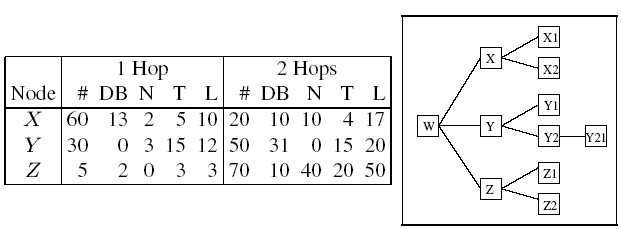 1 Hop 2 Hops
Node # DB N T L # DB N T L
X 60 13 2 5 10 20 10 10 4 17
Y 30 0 3 15 12 50 31 0 15 20
Z 5 2 0 3 3 70 10 40 20 50
X1
X
X2
Y1
W Y
Y2 Y21
Z1
Z
Z2